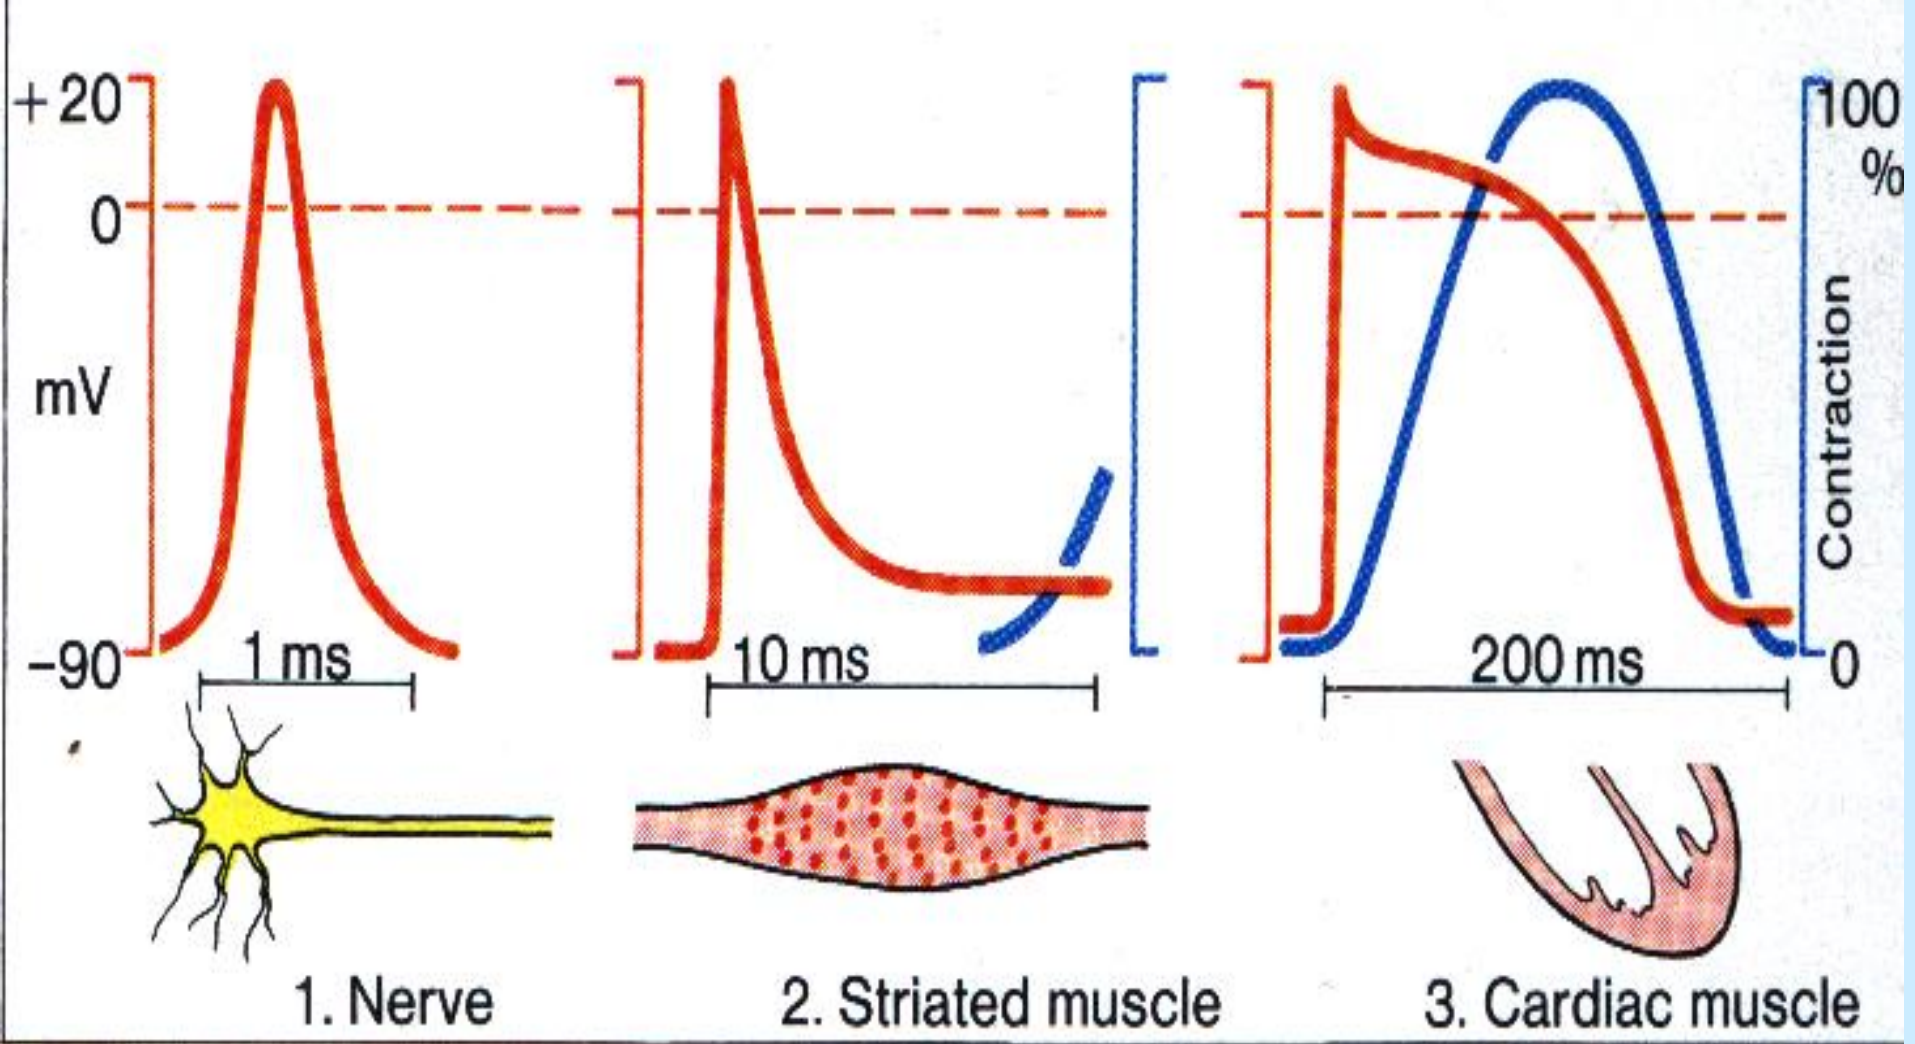 +20
0
mV
−90
1 ms
10 ms
200 ms
100
%
Contraction
0
1. Nerve
2. Striated muscle
3. Cardiac muscle